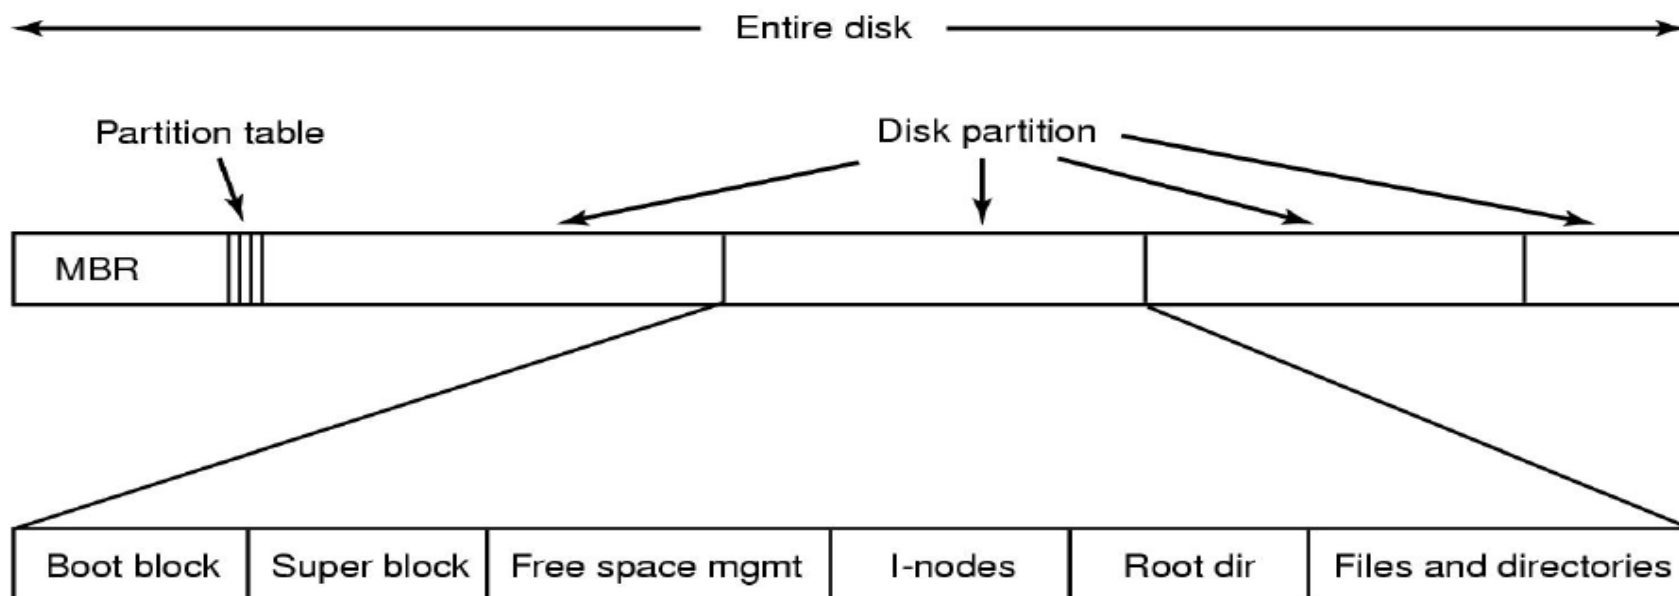 Entire disk
Partition table
Disk partition
MBR
Boot block
Super block
Free space mgmt
I-nodes
Root dir
Files and directories